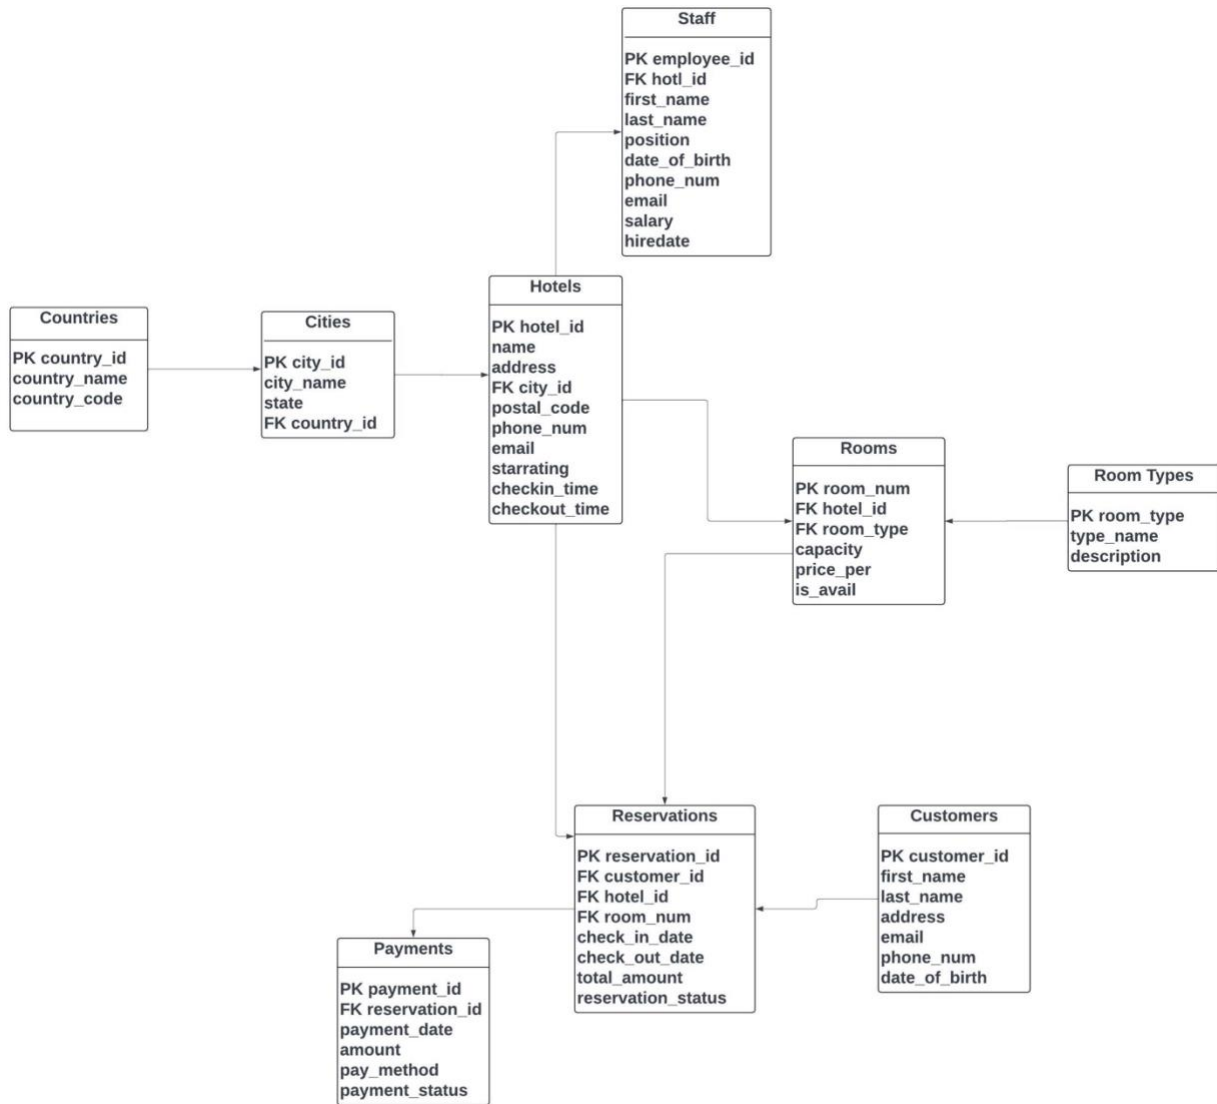 Staff
PK employee_id
FK hotl_id
first_name
last_name
position
date_of_birth
phone_num
email
salary
hiredate
Countries
PK country_id
country_name
country_code
Cities
PK city_id
city_name
state
FK country_id
Hotels
PK hotel_id
name
address
FK city_id
postal_code
phone_num
email
starrating
checkin_time
checkout_time
Rooms
PK room_num
FK hotel_id
FK room_type
capacity
price_per
is_avail
Room Types
PK room_type
type_name
description
Reservations
PK reservation_id
FK customer_id
FK hotel_id
FK room_num
check_in_date
check_out_date
total_amount
reservation_status
Customers
PK customer_id
first_name
last_name
address
email
phone_num
date_of_birth
Payments
PK payment_id
FK reservation_id
payment_date
amount
pay_method
payment_status